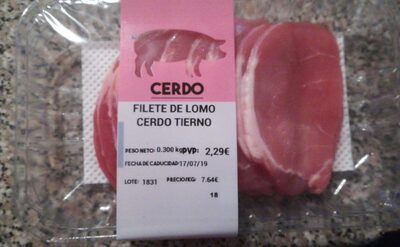 CERDO
FILETE DE LOMO
CERDO TIERNO
PESO NETO: 0.300 kg PVP: 2,29€
FECHA DE CADUCIDAD 17/07/19
LOTE: 1831 PRECIO/KG: 7.64€
18